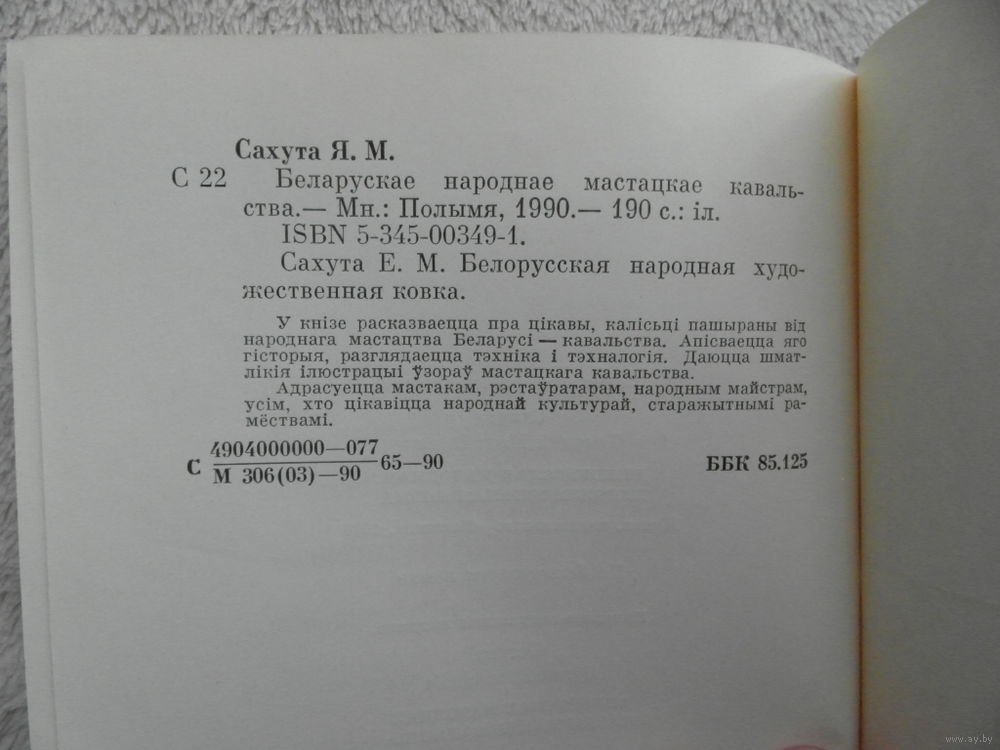 Сахута Я. М.
С 22 Беларускае народнае мастацкае каваль-
ства.— Мн.: Полымя, 1990.— 190 с.: іл.
ISBN 5-345-00349-1.
Сахута Е. М. Белорусская народная худо-
жественная ковка.
У кнізе расказваецца пра цікавы, калісьці пашыраны від
народнага мастацтва Беларусі — кавальства. Апісваецца яго
гісторыя, разглядаецца тэхніка і тэхналогія. Даюцца шмат-
лікія ілюстрацыі ўзораў мастацкага кавальства.
Адрасуецца мастакам, рэстаўратарам, народным майстрам,
усім, хто цікавіцца народнай культурай, старажытнымі ра-
мёствамі.
4904000000—077
С 65—90 ББК 85.125
М 306(03)—90
www.ay.by